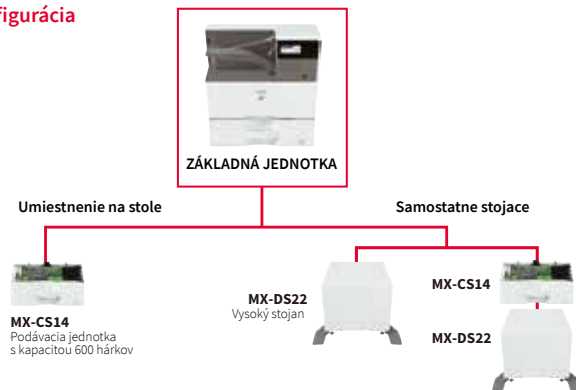 figurácia
ZÁKLADNÁ JEDNOTKA
Umiestnenie na stole
Samostatne stojace
MX-CS14
Podávacia jednotka
s kapacitou 600 hárkov
MX-DS22
Vysoký stojan
MX-CS14
MX-DS22